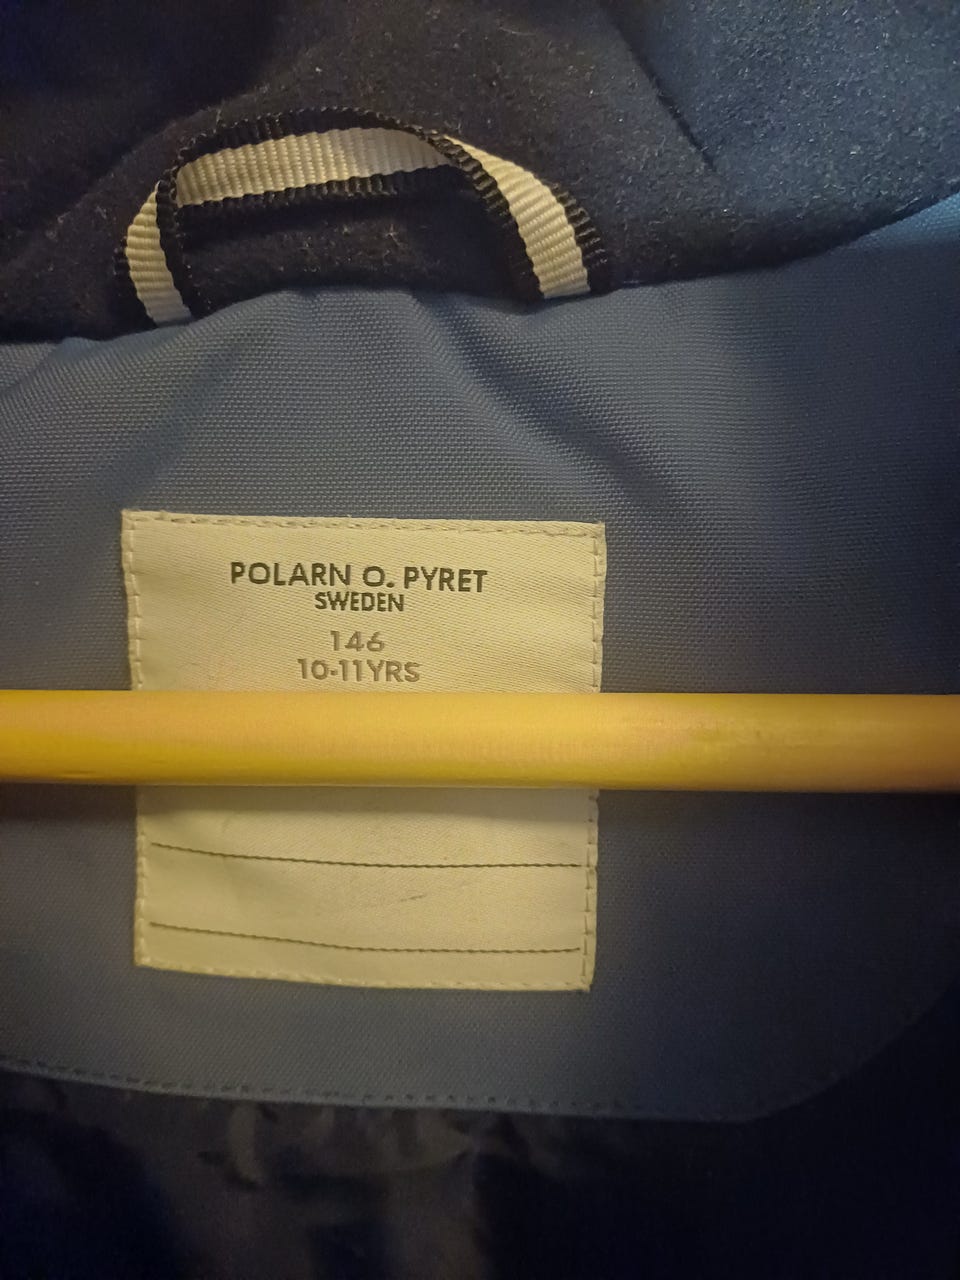 POLARN O. PYRET
SWEDEN
146
10-11YRS